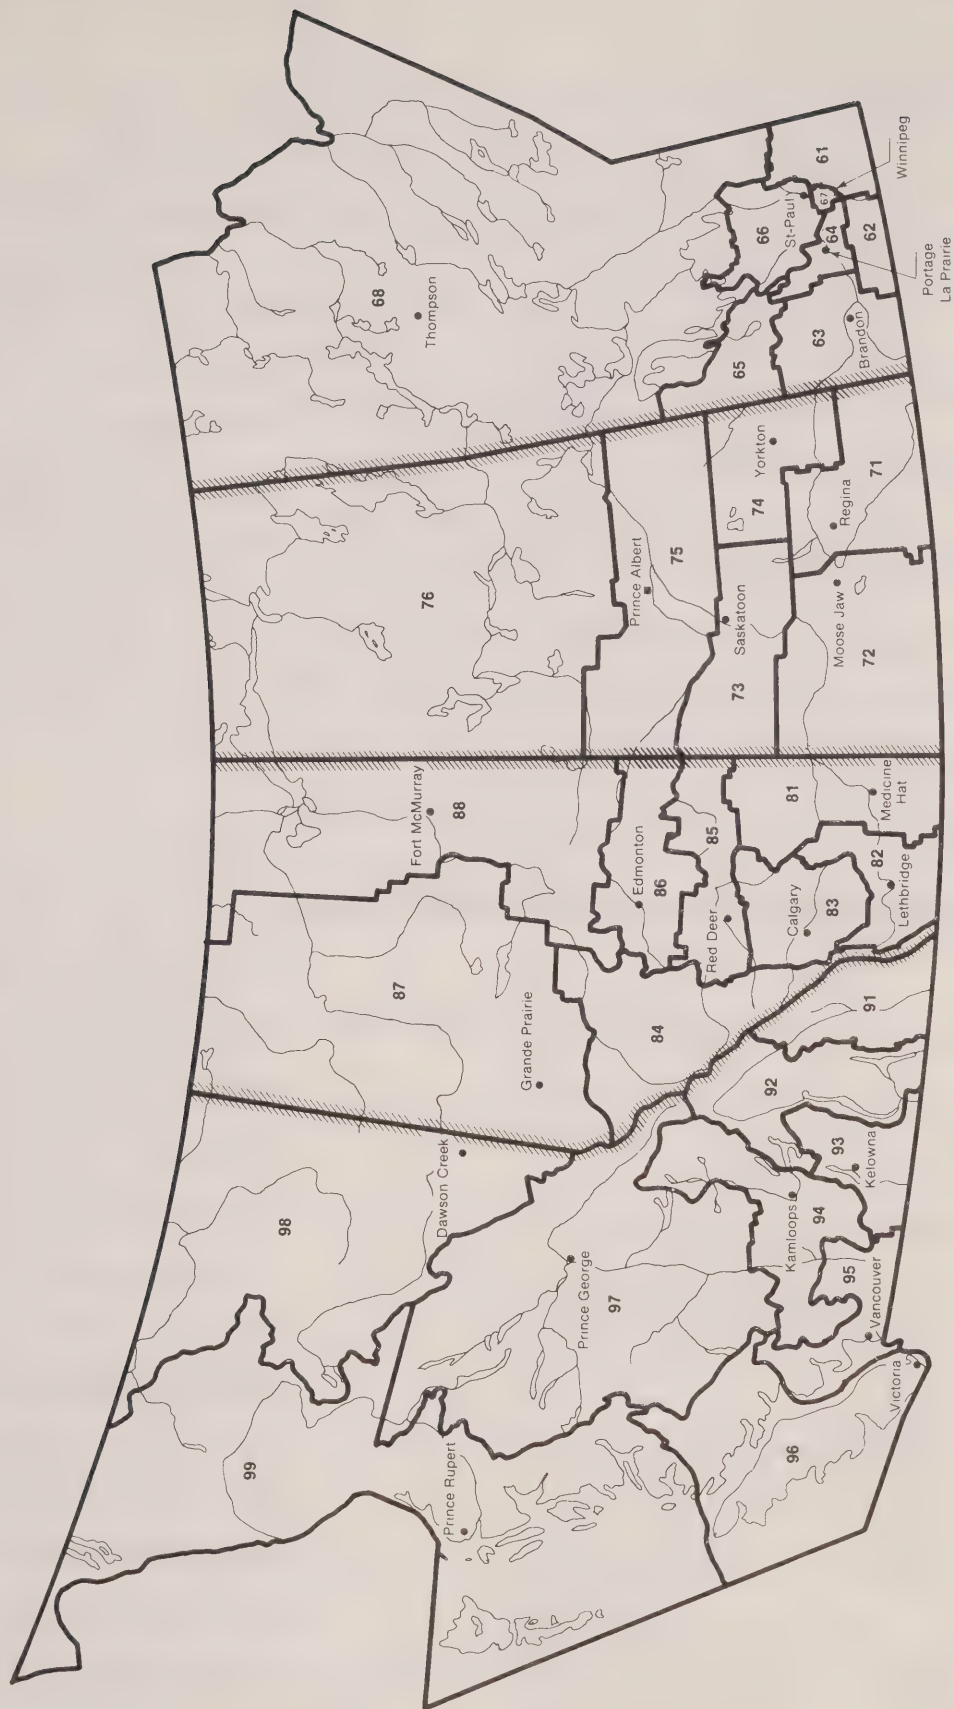 99
98
Prince Rupert
Dawson Creek
Prince George
97
96
Victoria
Vancouver
95
Kamloops
94
Kelowna
93
92
91
87
Grande Prairie
84
Fort McMurray
88
Edmonton
86
85
Red Deer
Calgary
83
81
82
Lethbridge
Medicine
Hat
76
Prince Albert
75
Saskatoon
73
74
Yorkton
Moose Jaw
72
Regina
71
68
Thompson
65
66
St-Paul
63
Brandon
64
67
61
62
Portage
La Prairie
Winnipeg